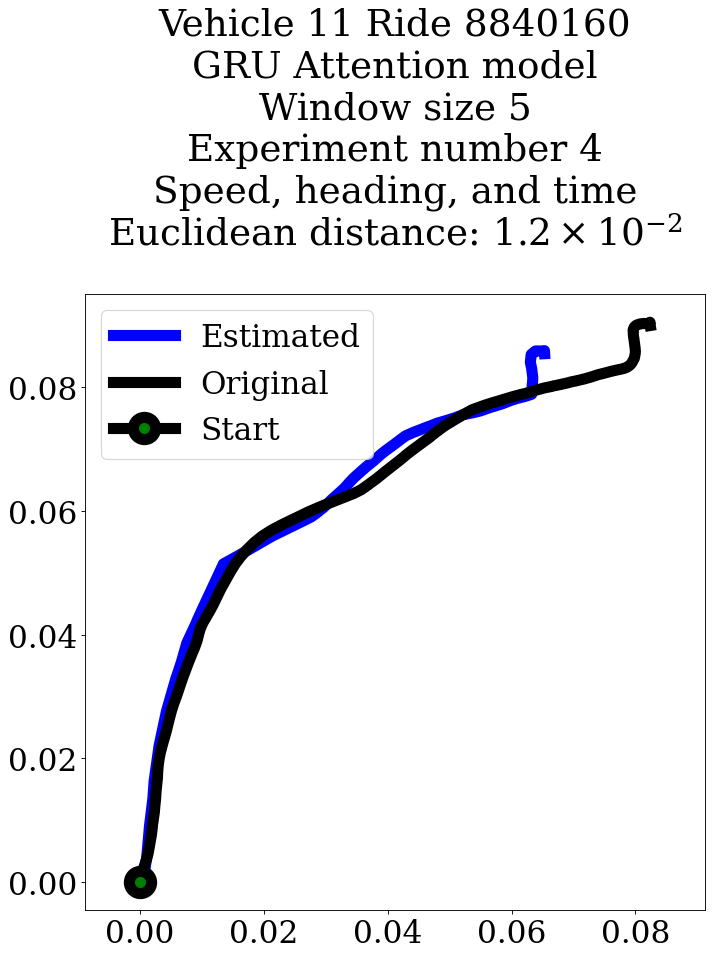 Vehicle 11 Ride 8840160
GRU Attention model
Window size 5
Experiment number 4
Speed, heading, and time
Euclidean distance: 1.2 × 10⁻²
Estimated
Original
Start
0.08
0.06
0.04
0.02
0.00
0.00 0.02 0.04 0.06 0.08